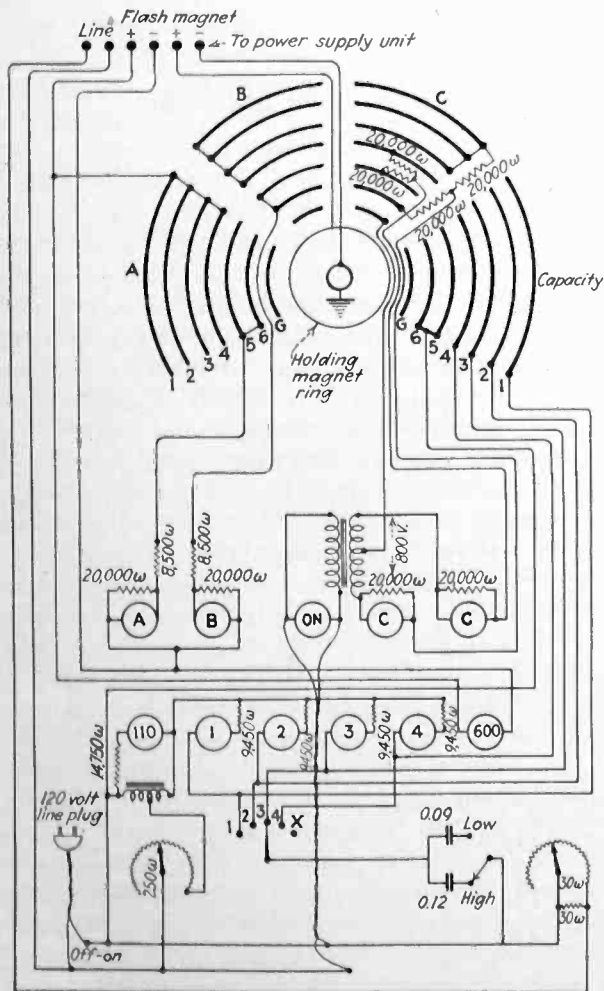 Flash magnet
Line + - + - To power supply unit
B
C
20,000ω
20,000ω
20,000ω
20,000ω
A
Capacity
G
6
5
4
3
2
1
G
6
5
4
3
2
1
Holding
magnet
ring
8,500ω
8,500ω
800 V.
20,000ω
20,000ω
20,000ω
20,000ω
A
B
ON
C
C
14,750ω
110
1
9,450ω
2
9,450ω
3
9,450ω
4
9,450ω
600
120 volt
line plug
1 2 3 4 X
250ω
0.09
Low
0.12
High
30ω
30ω
Off-on